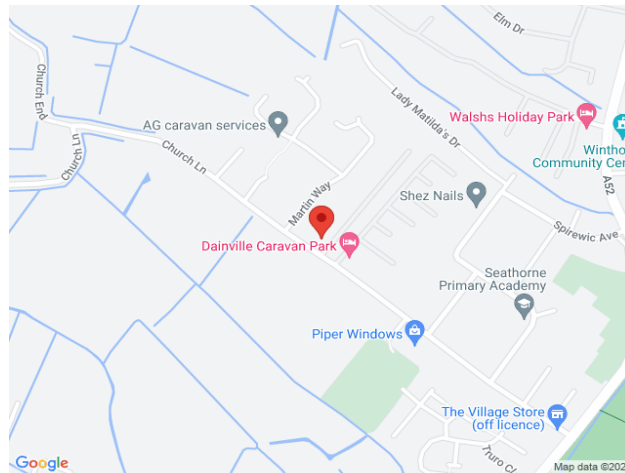 Elm Dr
Church End
Church Ln
Lady Matilda's Dr
Walshs Holiday Park
AG caravan services
Church Ln
Community Cen
A52
Martin Way
Shez Nails
Spirewic Ave
Dainville Caravan Park
Seathorne
Primary Academy
Piper Windows
The Village Store
(off licence)
Google
Map data ©202